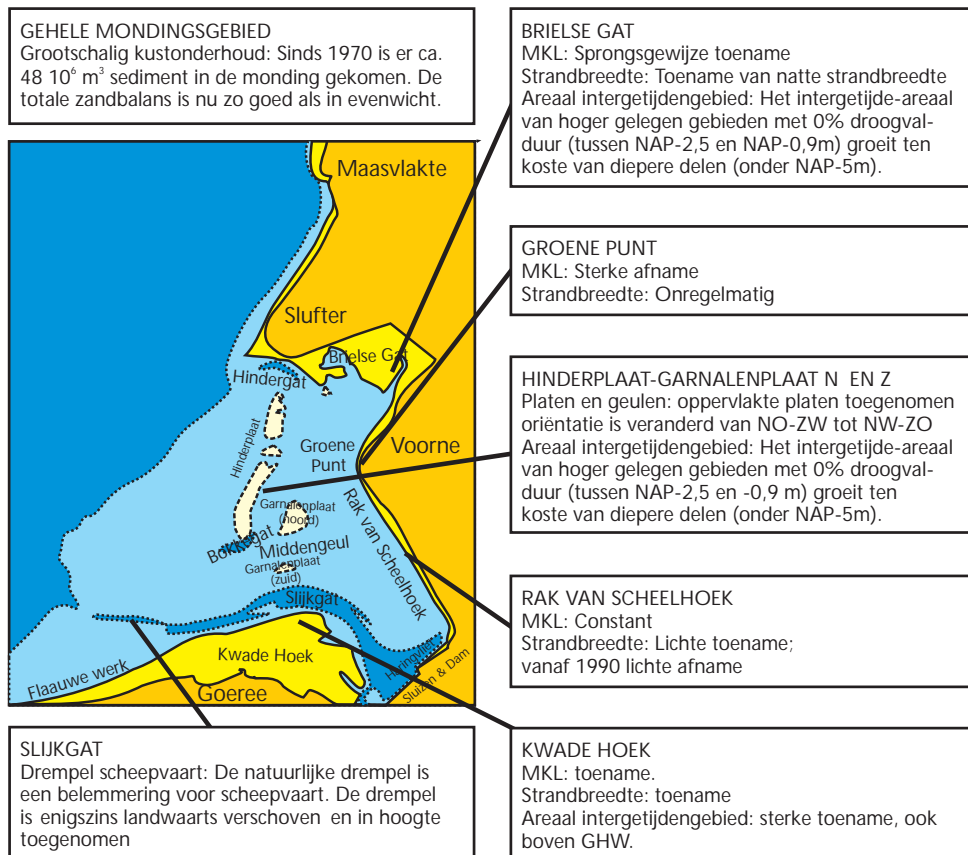 GEHELE MONDINGSGEBIED
Grootschalig kustonderhoud: Sinds 1970 is er ca.
48 10⁶ m³ sediment in de monding gekomen. De
totale zandbalans is nu zo goed als in evenwicht.
BRIELSE GAT
MKL: Sprongsgewijze toename
Strandbreedte: Toename van natte strandbreedte
Areaal intergetijdengebied: Het intergetijde-areaal
van hoger gelegen gebieden met 0% droogval-
duur (tussen NAP-2,5 en NAP-0,9m) groeit ten
koste van diepere delen (onder NAP-5m).
GROENE PUNT
MKL: Sterke afname
Strandbreedte: Onregelmatig
HINDERPLAAT-GARNALENPLAAT N EN Z
Platen en geulen: oppervlakte platen toegenomen
oriëntatie is veranderd van NO-ZW tot NW-ZO
Areaal intergetijdengebied: Het intergetijde-areaal
van hoger gelegen gebieden met 0% droogval-
duur (tussen NAP-2,5 en -0,9 m) groeit ten
koste van diepere delen (onder NAP-5m).
RAK VAN SCHEELHOEK
MKL: Constant
Strandbreedte: Lichte toename;
vanaf 1990 lichte afname
KWADE HOEK
MKL: toename.
Strandbreedte: toename
Areaal intergetijdengebied: sterke toename, ook
boven GHW.
SLIJKGAT
Drempel scheepvaart: De natuurlijke drempel is
een belemmering voor scheepvaart. De drempel
is enigszins landwaarts verschoven en in hoogte
toegenomen
Maasvlakte
Slufter
Brielse Gat
Hindergat
Hinderplaat
Groene
Punt
Voorne
Garnalenplaat
(noord)
Bokkegat
Middengeul
Garnalenplaat
(zuid)
Rak van Scheelhoek
Slijkgat
Kwade Hoek
Flaauwe werk
Goeree
Haringvliet
Sluizen & Dam